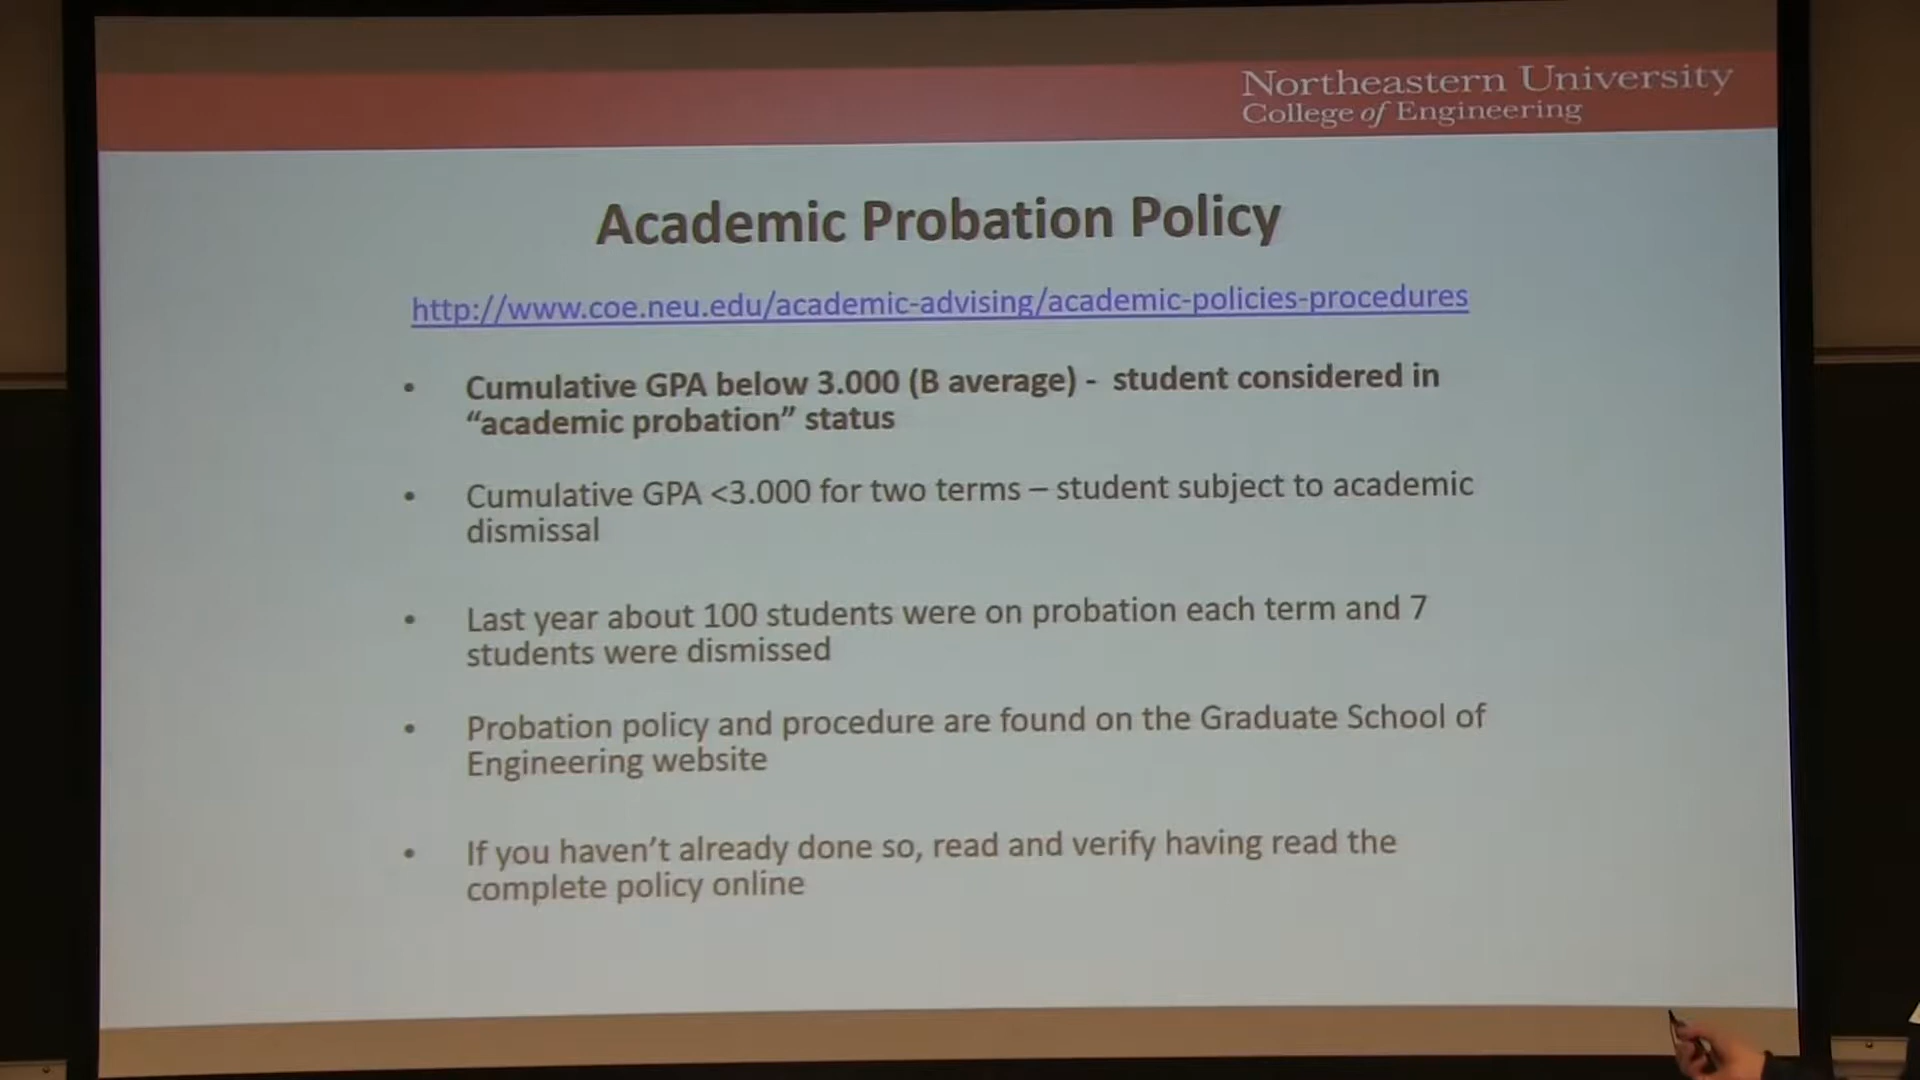 Northeastern University
College of Engineering
Academic Probation Policy
http://www.coe.neu.edu/academic-advising/academic-policies-procedures
• Cumulative GPA below 3.000 (B average) - student considered in
“academic probation” status
• Cumulative GPA <3.000 for two terms – student subject to academic
dismissal
• Last year about 100 students were on probation each term and 7
students were dismissed
• Probation policy and procedure are found on the Graduate School of
Engineering website
• If you haven’t already done so, read and verify having read the
complete policy online